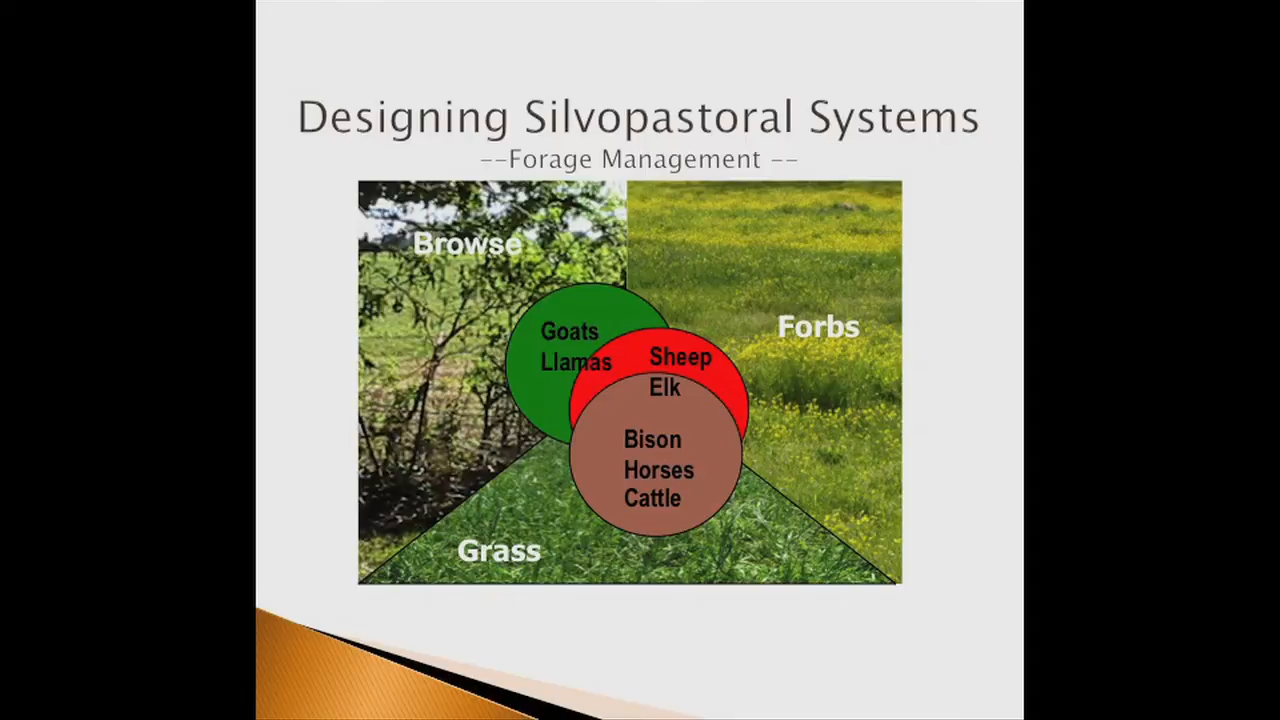 Designing Silvopastoral Systems
--Forage Management --
Browse
Forbs
Goats
Llamas
Sheep
Elk
Bison
Horses
Cattle
Grass